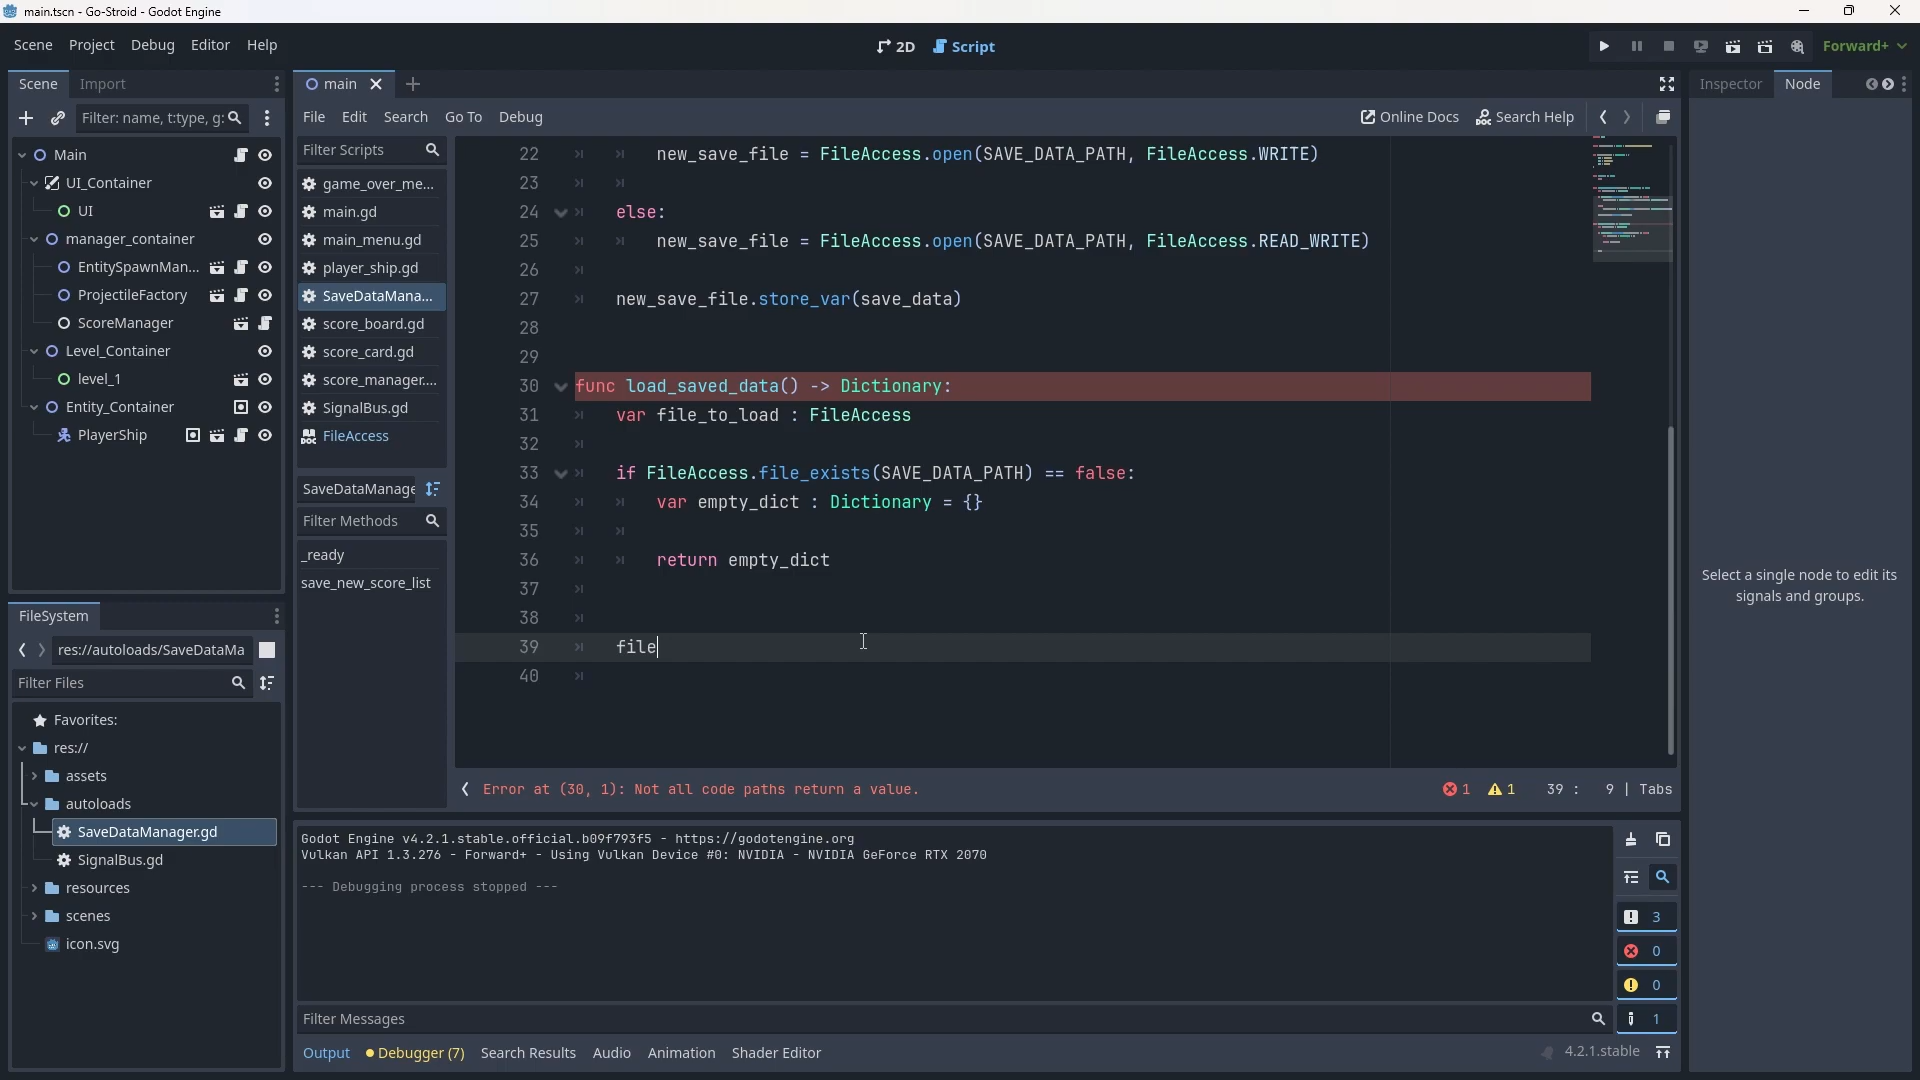 main.tscn - Go-Stroid - Godot Engine
Scene Project Debug Editor Help
2D Script
Forward+
Scene Import
Filter: name, t:type, g:
Main
UI_Container
UI
manager_container
EntitySpawnMan...
ProjectileFactory
ScoreManager
Level_Container
level_1
Entity_Container
PlayerShip
FileSystem
res://autoloads/SaveDataMa
Filter Files
Favorites:
res://
assets
autoloads
SaveDataManager.gd
SignalBus.gd
resources
scenes
icon.svg
main
File Edit Search Go To Debug
Online Docs Search Help
Filter Scripts
game_over_me...
main.gd
main_menu.gd
player_ship.gd
SaveDataMana...
score_board.gd
score_card.gd
score_manager....
SignalBus.gd
FileAccess
SaveDataManage
Filter Methods
_ready
save_new_score_list
22 new_save_file = FileAccess.open(SAVE_DATA_PATH, FileAccess.WRITE)
23
24 else:
25 new_save_file = FileAccess.open(SAVE_DATA_PATH, FileAccess.READ_WRITE)
26
27 new_save_file.store_var(save_data)
28
29
30 func load_saved_data() -> Dictionary:
31 var file_to_load : FileAccess
32
33 if FileAccess.file_exists(SAVE_DATA_PATH) == false:
34 var empty_dict : Dictionary = {}
35
36 return empty_dict
37
38
39 file
40
Error at (30, 1): Not all code paths return a value.
1 1 39 : 9 | Tabs
Godot Engine v4.2.1.stable.official.b09f793f5 - https://godotengine.org
Vulkan API 1.3.276 - Forward+ - Using Vulkan Device #0: NVIDIA - NVIDIA GeForce RTX 2070
--- Debugging process stopped ---
3
0
0
1
Filter Messages
Output Debugger (7) Search Results Audio Animation Shader Editor
4.2.1.stable
Inspector Node
Select a single node to edit its
signals and groups.